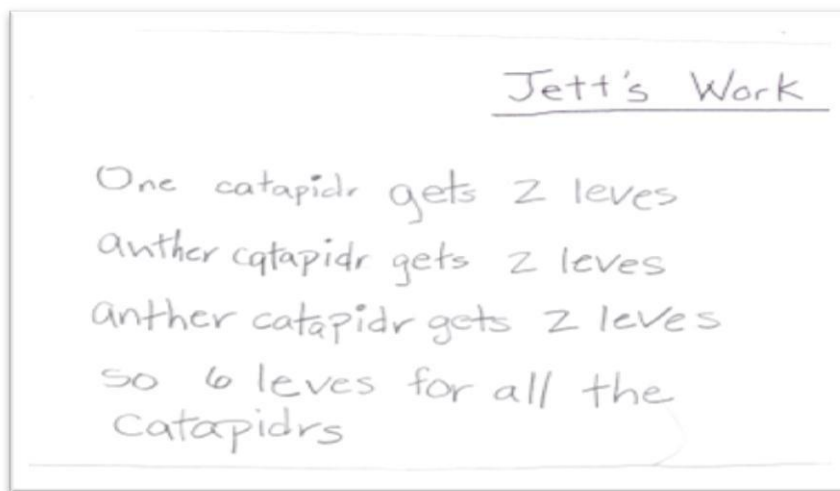 Jett's Work
One catapidr gets 2 leves
anther catapidr gets 2 leves
anther catapidr gets 2 leves
so 6 leves for all the
catapidrs